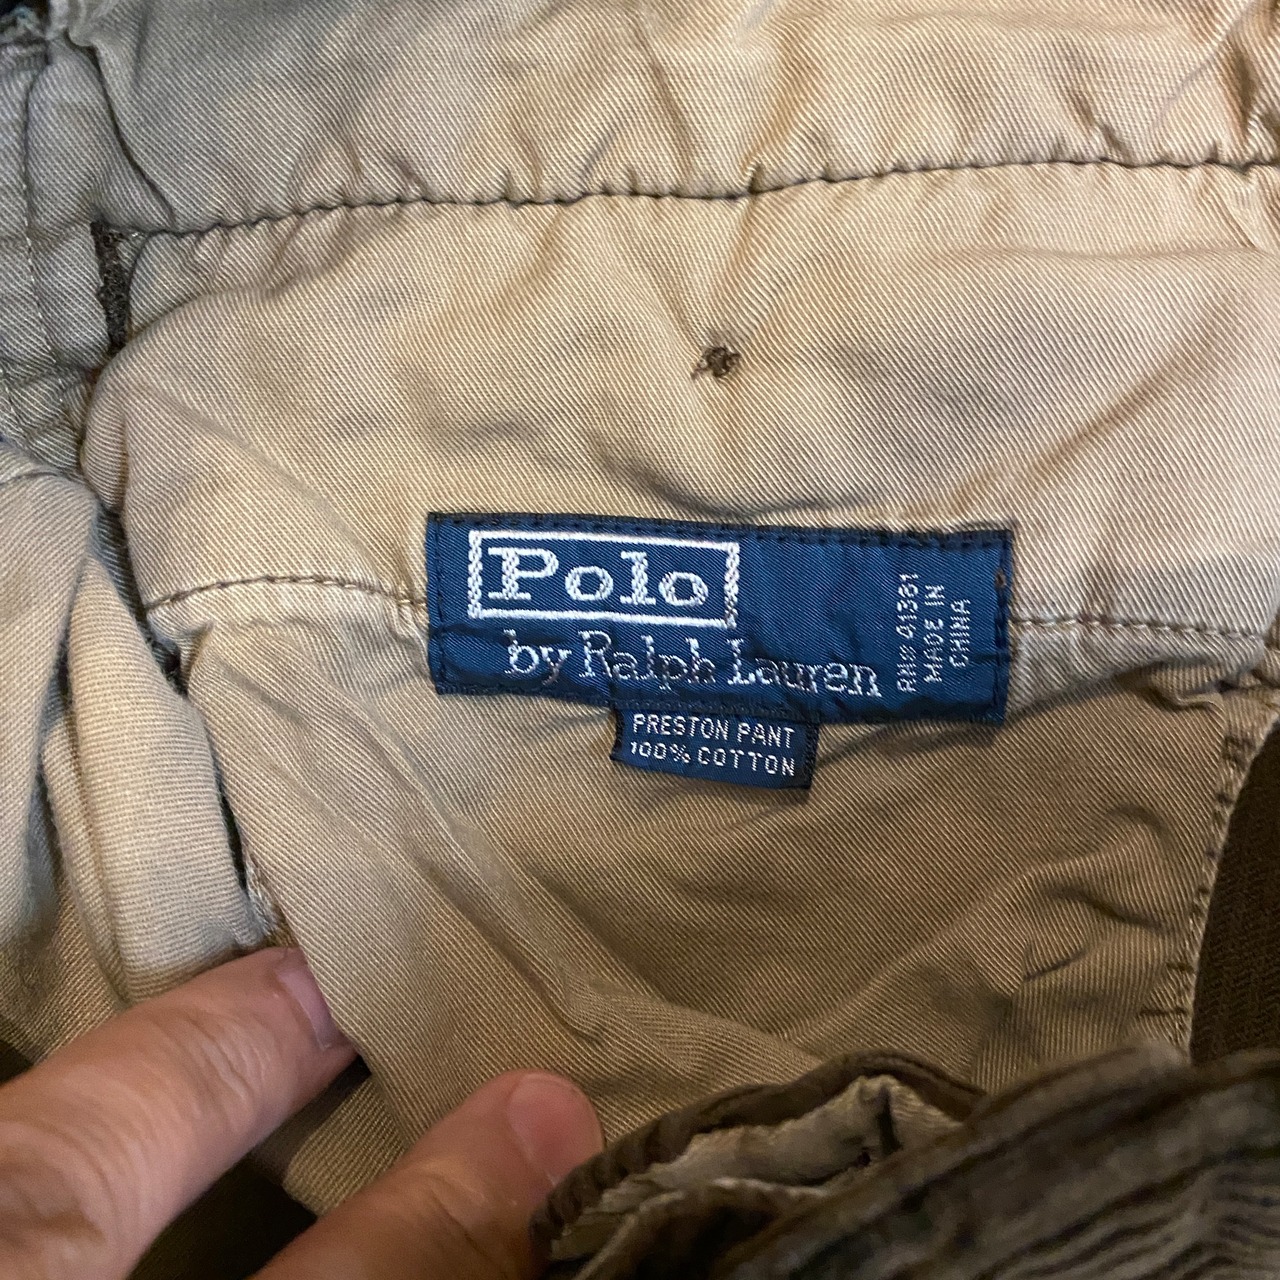 Polo
by Ralph Lauren
RN# 41381
MADE IN
CHINA
PRESTON PANT
100% COTTON